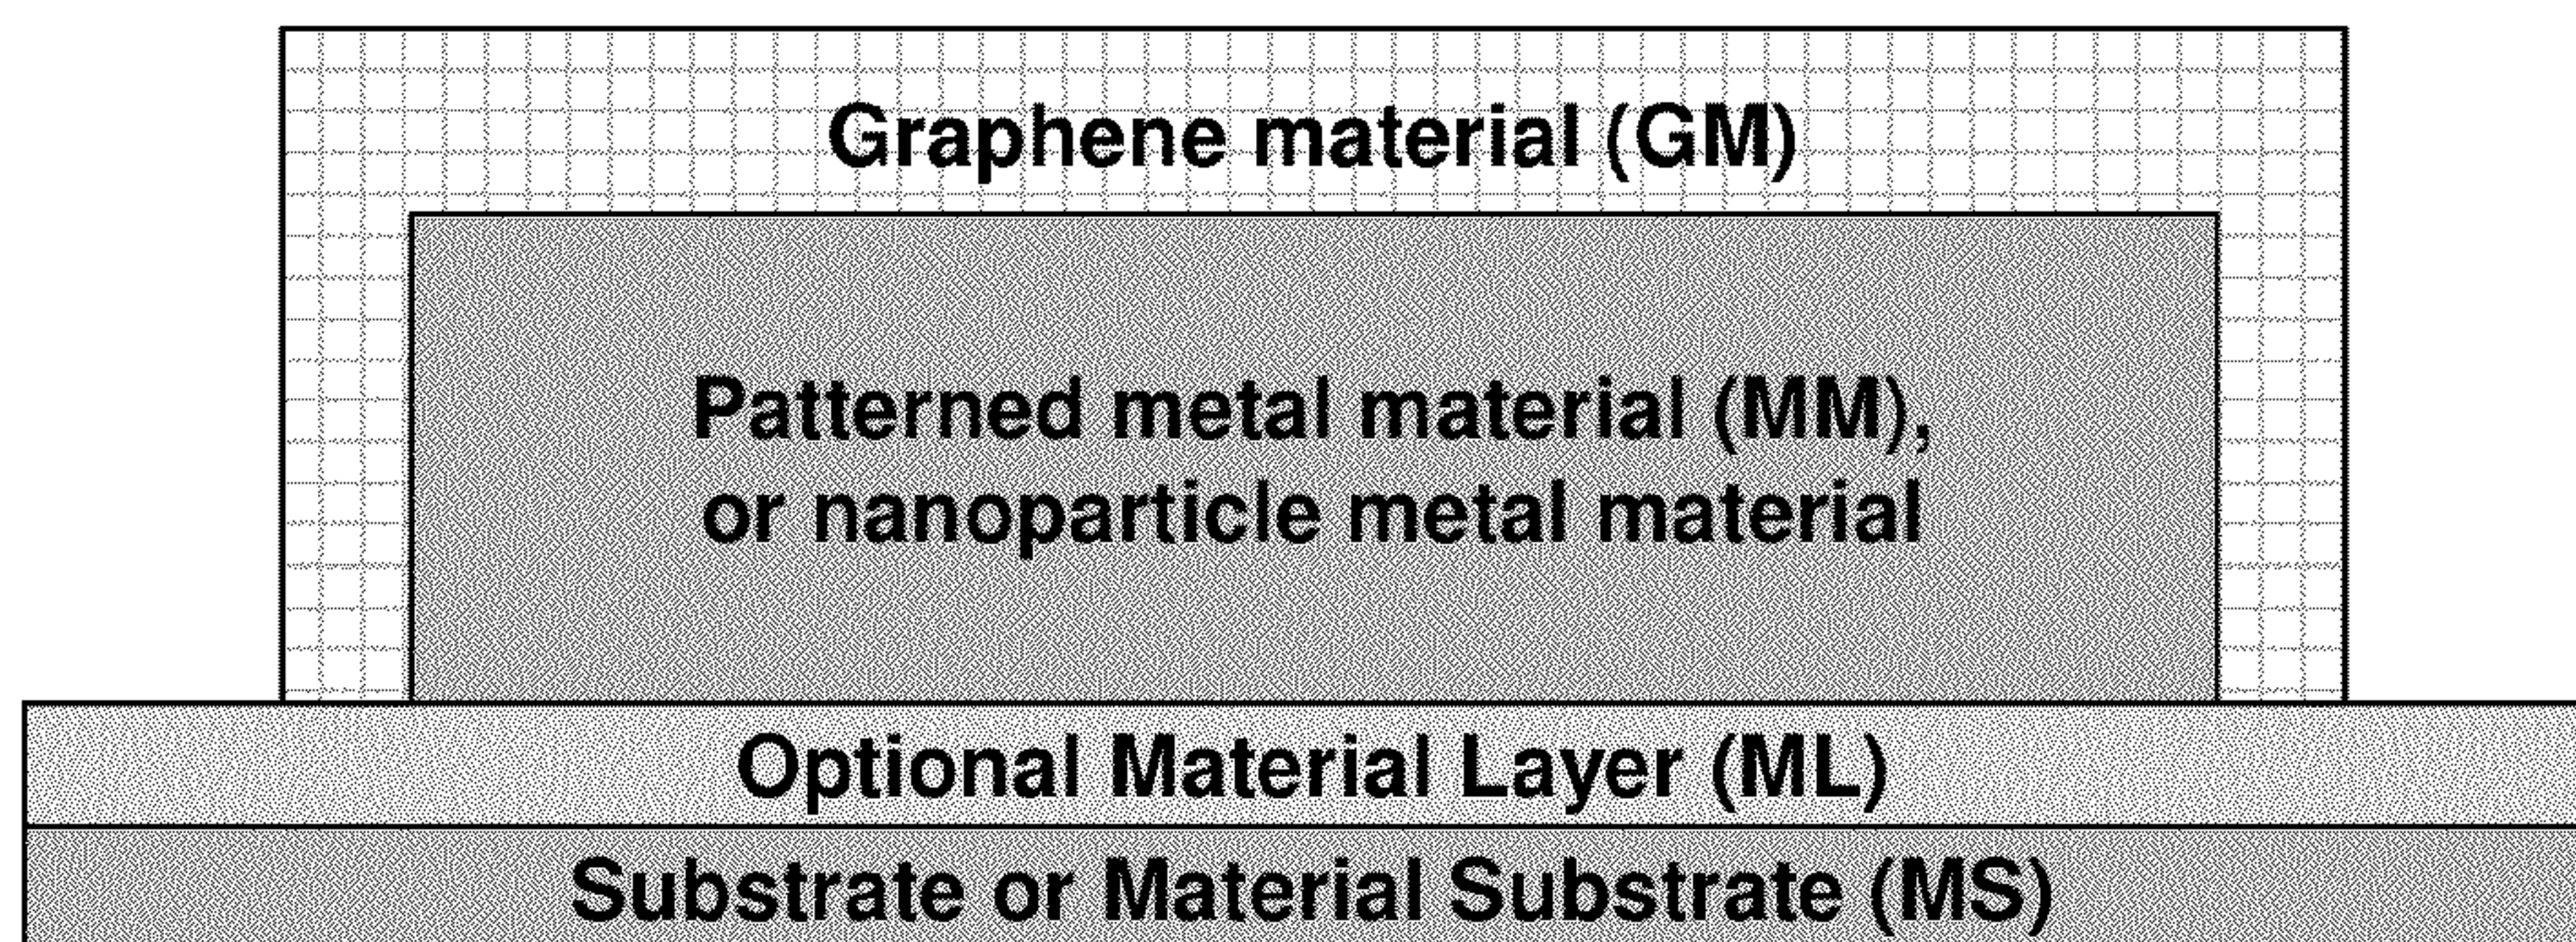 Graphene material (GM)
Patterned metal material (MM),
or nanoparticle metal material
Optional Material Layer (ML)
Substrate or Material Substrate (MS)